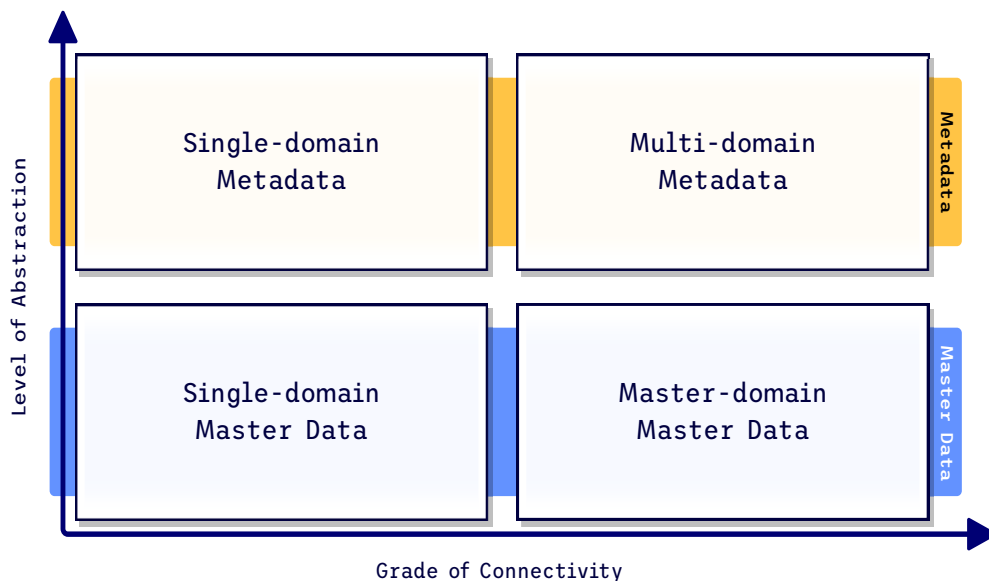 Level of Abstraction
Single-domain
Metadata
Multi-domain
Metadata
Metadata
Single-domain
Master Data
Master-domain
Master Data
Master Data
Grade of Connectivity